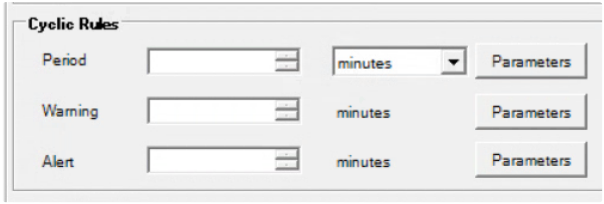 Cyclic Rules
Period minutes Parameters
Warning minutes Parameters
Alert minutes Parameters